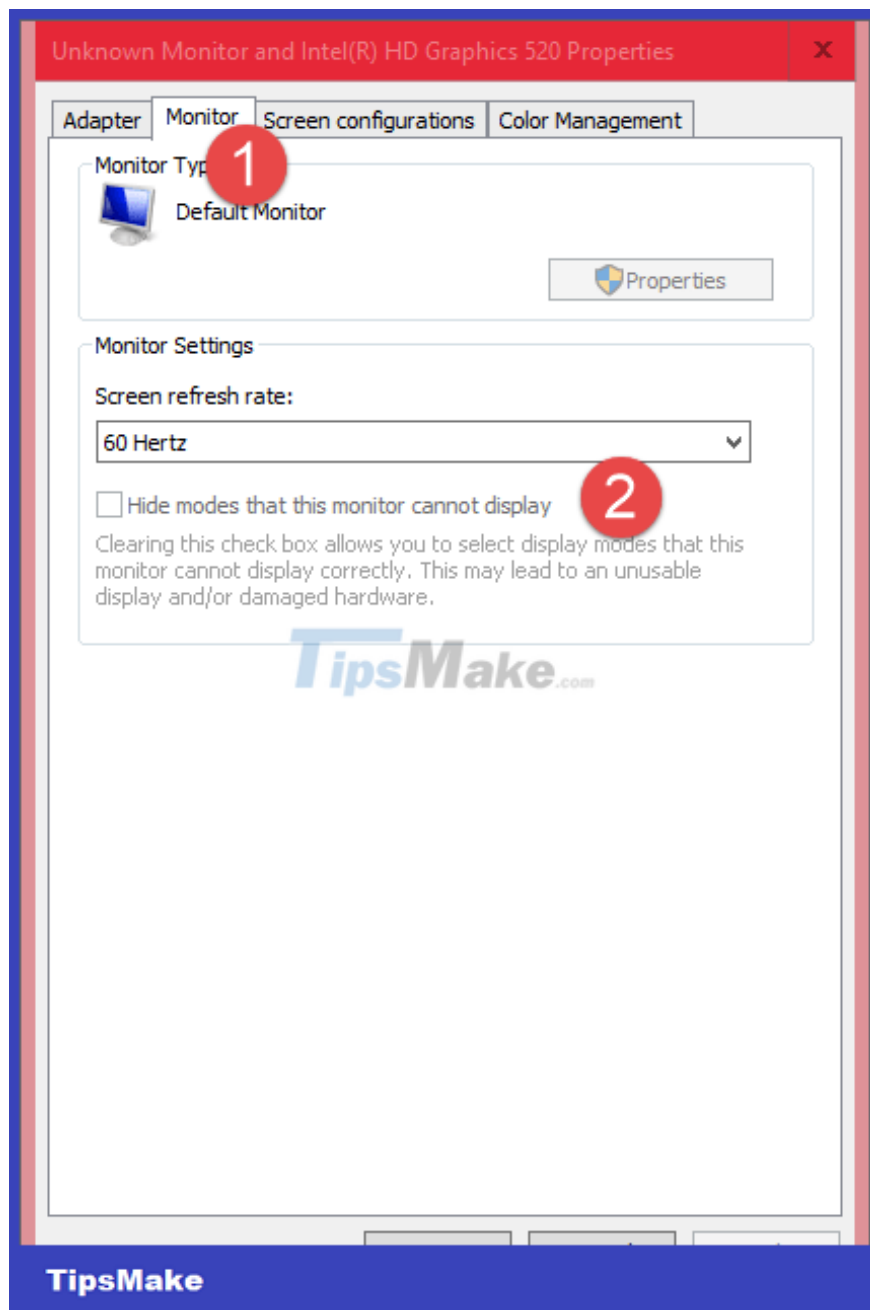 Unknown Monitor and Intel(R) HD Graphics 520 Properties
x
Adapter Monitor Screen configurations Color Management
1
Monitor Typ
Default Monitor
Properties
Monitor Settings
Screen refresh rate:
60 Hertz
Hide modes that this monitor cannot display
2
Clearing this check box allows you to select display modes that this
monitor cannot display correctly. This may lead to an unusable
display and/or damaged hardware.
TipsMake.com
TipsMake